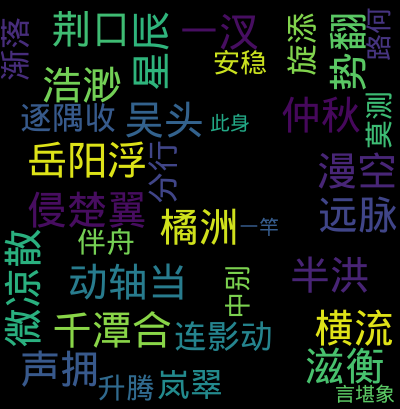 渐落
荆口
星辰
一汊
安稳
旋添
势翻
路何
浩渺
逐隅收
吴头
此身
仲秋
莫测
岳阳浮
分行
漫空
侵楚翼
橘洲
一竿
远脉
伴舟
微凉散
动轴当
中别
半洪
千潭合
连影动
横流
声拥
升腾
岚翠
滋衡
言堪象